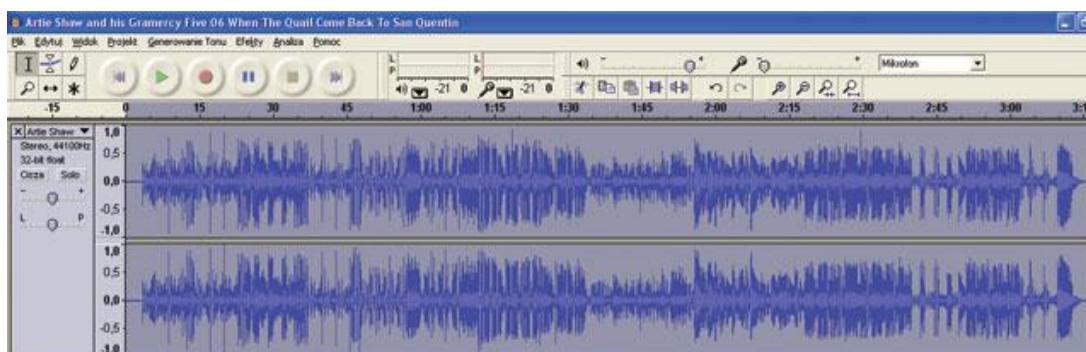 Artie Shaw and his Gramercy Five 06 When The Quail Come Back To San Quentin
Plik Edytuj Widok Projekt Generowanie Tonu Efekty Analiza Pomoc
L
P
L
P
Mikrofon
-21 0
-21 0
-15 0 15 30 45 1:00 1:15 1:30 1:45 2:00 2:15 2:30 2:45 3:00
Artie Shaw
Stereo, 44100Hz
32-bit float
Cisza Solo
- +
L P
1,0
0,5
0,0
-0,5
-1,0
1,0
0,5
0,0
-0,5
-1,0